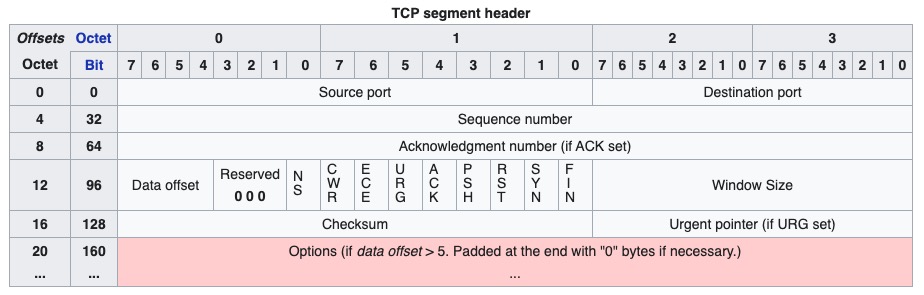 TCP segment header
Offsets Octet 0 1 2 3
Octet Bit 7 6 5 4 3 2 1 0 7 6 5 4 3 2 1 0 7 6 5 4 3 2 1 0 7 6 5 4 3 2 1 0
0 0 Source port Destination port
4 32 Sequence number
8 64 Acknowledgment number (if ACK set)
12 96 Data offset Reserved 0 0 0 NS CWR ECE URG ACK PSH RST SYN FIN Window Size
16 128 Checksum Urgent pointer (if URG set)
20 160 Options (if data offset > 5. Padded at the end with "0" bytes if necessary.)
... ... ...